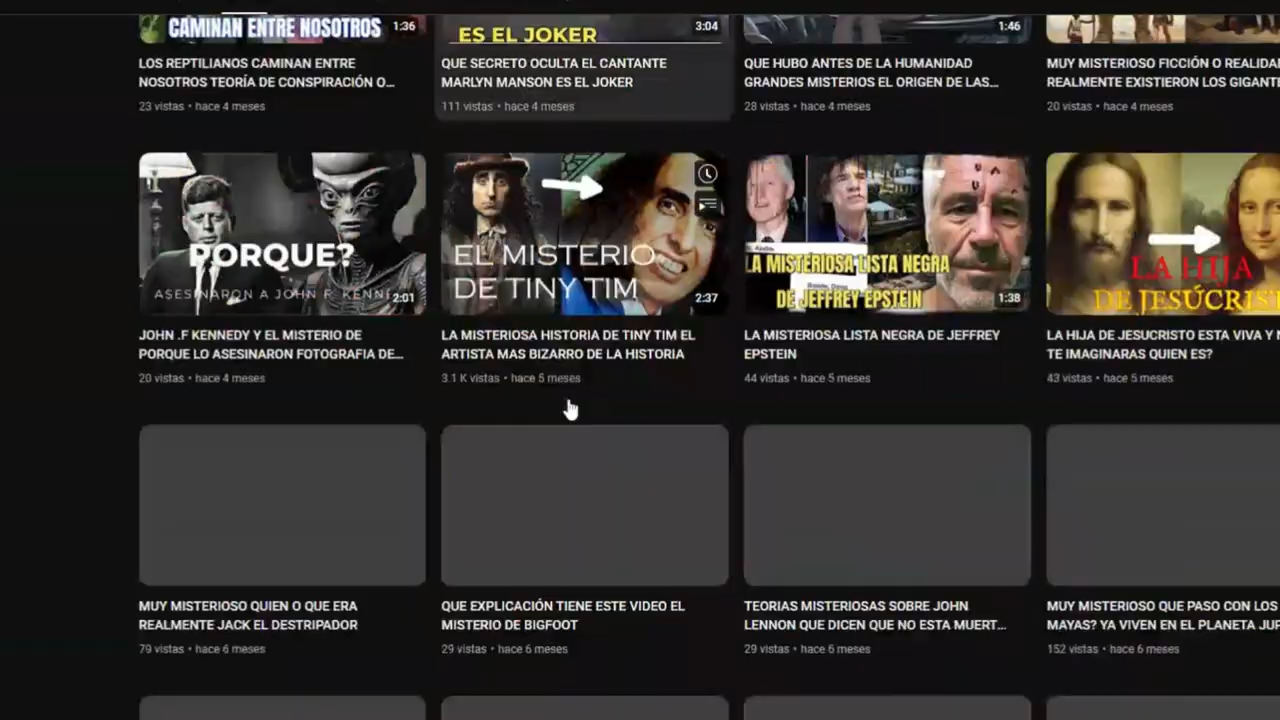 CAMINAN ENTRE NOSOTROS
1:36
ES EL JOKER
3:04
1:46
LOS REPTILIANOS CAMINAN ENTRE
NOSOTROS TEORÍA DE CONSPIRACIÓN O...
23 vistas • hace 4 meses
QUE SECRETO OCULTA EL CANTANTE
MARLYN MANSON ES EL JOKER
111 vistas • hace 4 meses
QUE HUBO ANTES DE LA HUMANIDAD
GRANDES MISTERIOS EL ORIGEN DE LAS...
28 vistas • hace 4 meses
MUY MISTERIOSO FICCIÓN O REALIDA
REALMENTE EXISTIERON LOS GIGANT
20 vistas • hace 4 meses
PORQUE?
ASESINARON A JOHN F. KENN
2:01
EL MISTERIO
DE TINY TIM
2:37
LA MISTERIOSA LISTA NEGRA
DE JEFFREY EPSTEIN
1:38
LA HIJA
DE JESÚCRIST
JOHN .F KENNEDY Y EL MISTERIO DE
PORQUE LO ASESINARON FOTOGRAFIA DE...
20 vistas • hace 4 meses
LA MISTERIOSA HISTORIA DE TINY TIM EL
ARTISTA MAS BIZARRO DE LA HISTORIA
3.1 K vistas • hace 5 meses
LA MISTERIOSA LISTA NEGRA DE JEFFREY
EPSTEIN
44 vistas • hace 5 meses
LA HIJA DE JESUCRISTO ESTA VIVA Y
TE IMAGINARAS QUIEN ES?
43 vistas • hace 5 meses
MUY MISTERIOSO QUIEN O QUE ERA
REALMENTE JACK EL DESTRIPADOR
79 vistas • hace 6 meses
QUE EXPLICACIÓN TIENE ESTE VIDEO EL
MISTERIO DE BIGFOOT
29 vistas • hace 6 meses
TEORIAS MISTERIOSAS SOBRE JOHN
LENNON QUE DICEN QUE NO ESTA MUERT...
29 vistas • hace 6 meses
MUY MISTERIOSO QUE PASO CON LOS
MAYAS? YA VIVEN EN EL PLANETA JUP
152 vistas • hace 6 meses